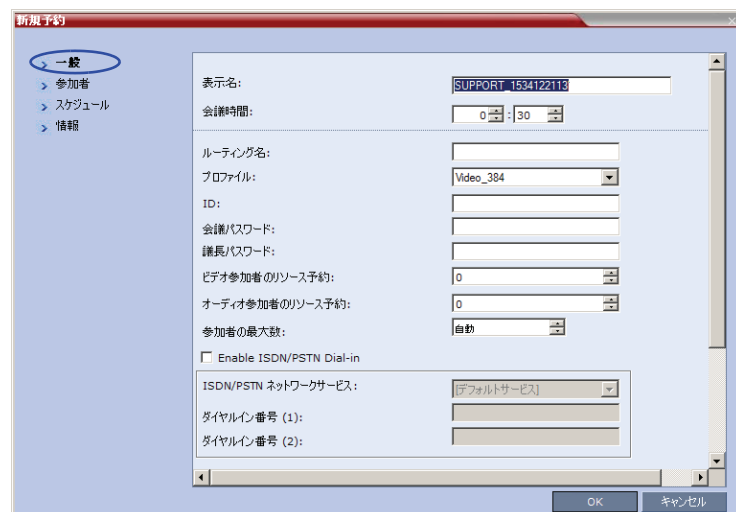 新規予約
一般
参加者
スケジュール
情報
表示名: SUPPORT_1534122113
会議時間: 0 : 30
ルーティング名:
プロファイル: Video_384
ID:
会議パスワード:
議長パスワード:
ビデオ参加者のリソース予約: 0
オーディオ参加者のリソース予約: 0
参加者の最大数: 自動
Enable ISDN/PSTN Dial-in
ISDN/PSTN ネットワークサービス: [デフォルトサービス]
ダイヤルイン番号 (1):
ダイヤルイン番号 (2):
OK キャンセル